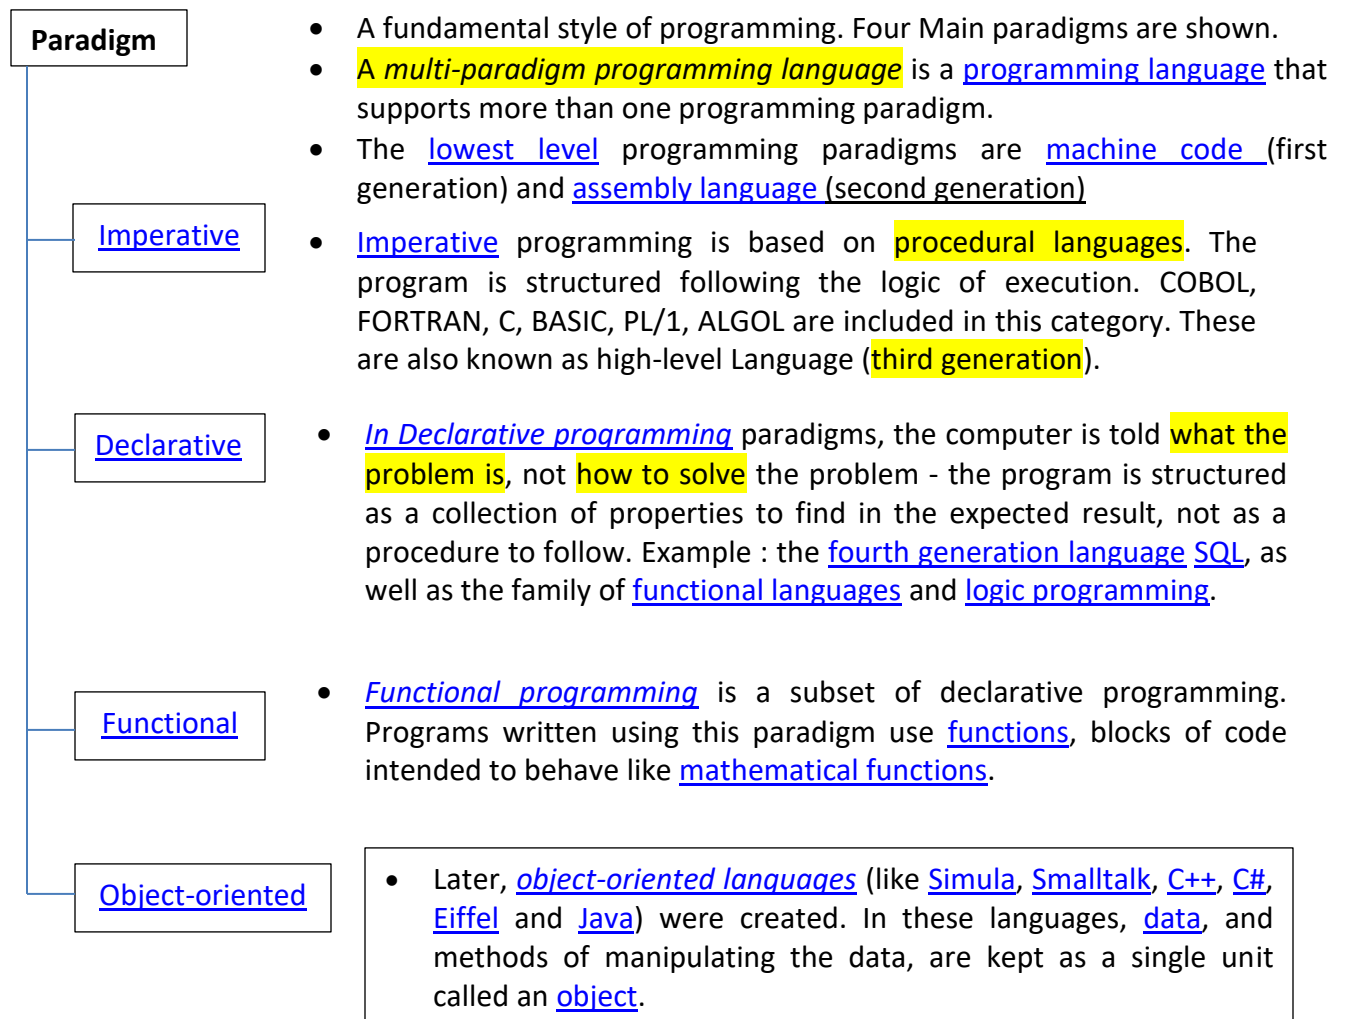 Paradigm
• A fundamental style of programming. Four Main paradigms are shown.
• A multi-paradigm programming language is a programming language that
supports more than one programming paradigm.
• The lowest level programming paradigms are machine code (first
generation) and assembly language (second generation)
Imperative
• Imperative programming is based on procedural languages. The
program is structured following the logic of execution. COBOL,
FORTRAN, C, BASIC, PL/1, ALGOL are included in this category. These
are also known as high-level Language (third generation).
Declarative
• In Declarative programming paradigms, the computer is told what the
problem is, not how to solve the problem - the program is structured
as a collection of properties to find in the expected result, not as a
procedure to follow. Example : the fourth generation language SQL, as
well as the family of functional languages and logic programming.
Functional
• Functional programming is a subset of declarative programming.
Programs written using this paradigm use functions, blocks of code
intended to behave like mathematical functions.
Object-oriented
• Later, object-oriented languages (like Simula, Smalltalk, C++, C#,
Eiffel and Java) were created. In these languages, data, and
methods of manipulating the data, are kept as a single unit
called an object.